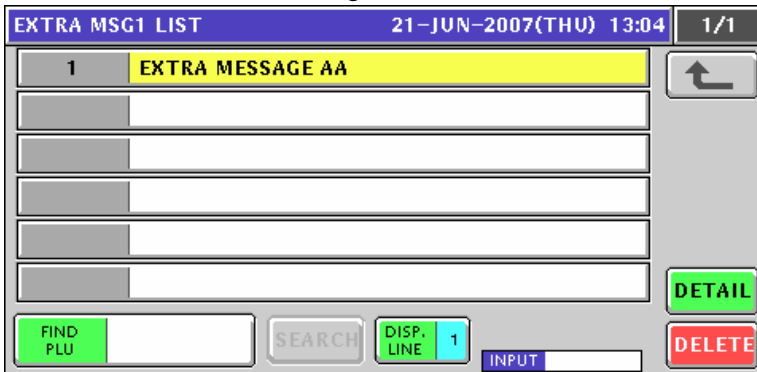 EXTRA MSG1 LIST 21-JUN-2007(THU) 13:04 1/1
1 EXTRA MESSAGE AA
DETAIL
FIND PLU SEARCH DISP. LINE 1 INPUT DELETE